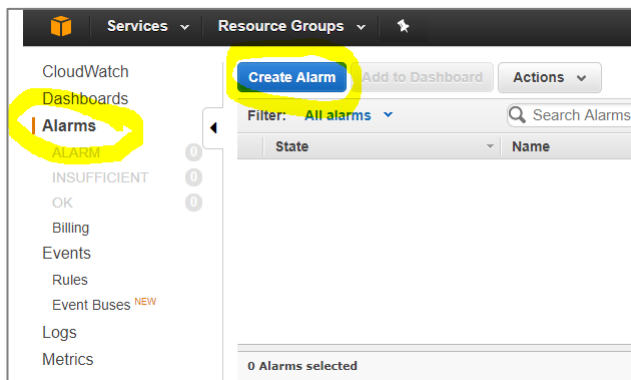 Services Resource Groups
CloudWatch
Dashboards
Alarms
ALARM 0
INSUFFICIENT 0
OK 0
Billing
Events
Rules
Event Buses NEW
Logs
Metrics
Create Alarm Add to Dashboard Actions
Filter: All alarms Search Alarms
State Name
0 Alarms selected